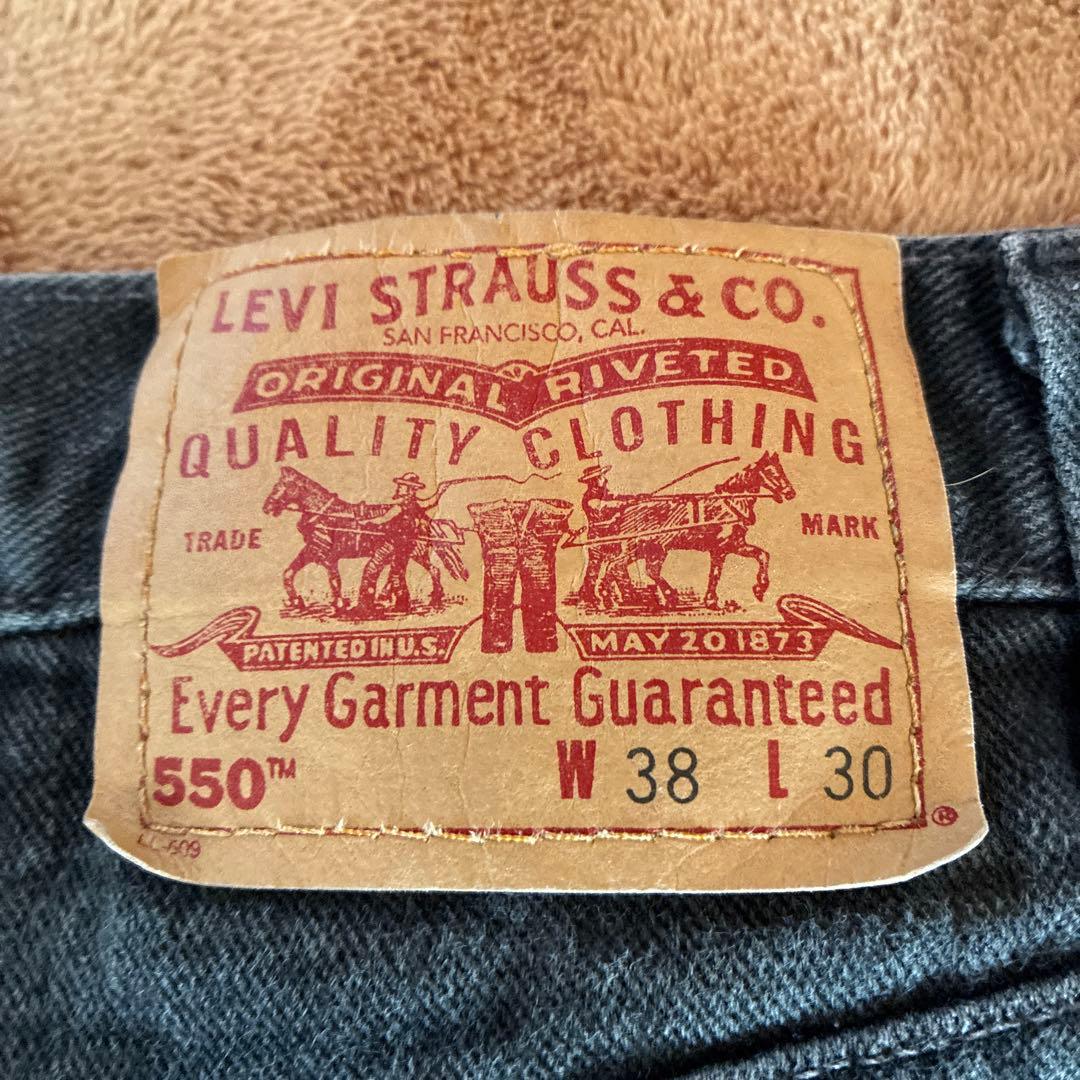 LEVI STRAUSS & CO.
SAN FRANCISCO, CAL.
ORIGINAL RIVETED
QUALITY CLOTHING
TRADE MARK
PATENTED IN U.S. MAY 20 1873
Every Garment Guaranteed
550™ W 38 L 30
®